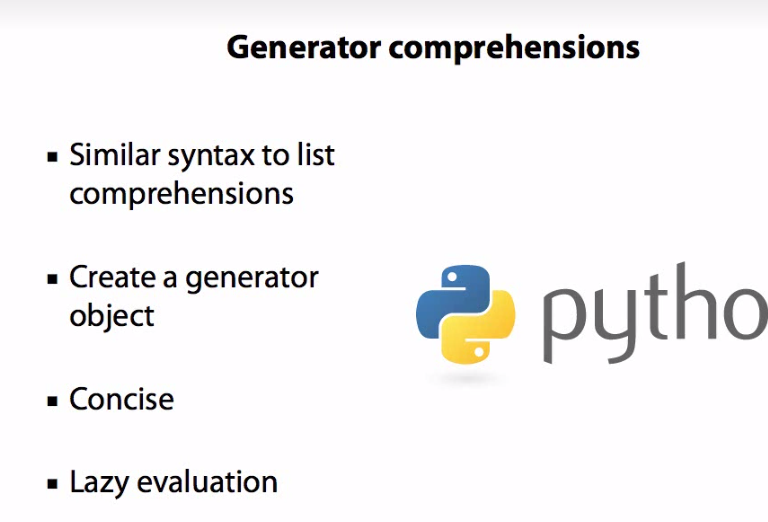 Generator comprehensions
▪ Similar syntax to list
comprehensions
▪ Create a generator
object
▪ Concise
▪ Lazy evaluation
pytho